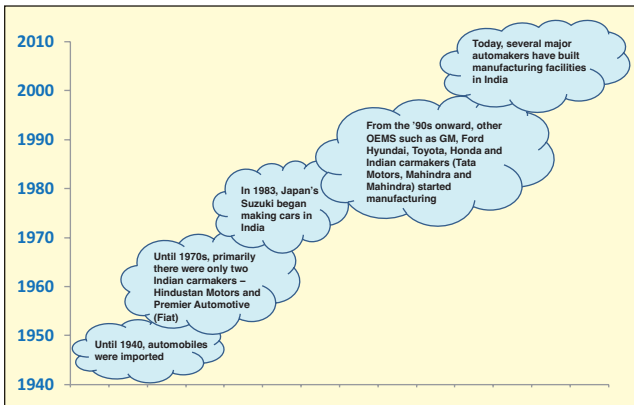 2010
2000
1990
1980
1970
1960
1950
1940
Today, several major
automakers have built
manufacturing facilities
in India
From the '90s onward, other
OEMS such as GM, Ford
Hyundai, Toyota, Honda and
Indian carmakers (Tata
Motors, Mahindra and
Mahindra) started
manufacturing
In 1983, Japan's
Suzuki began
making cars in
India
Until 1970s, primarily
there were only two
Indian carmakers –
Hindustan Motors and
Premier Automotive
(Fiat)
Until 1940, automobiles
were imported